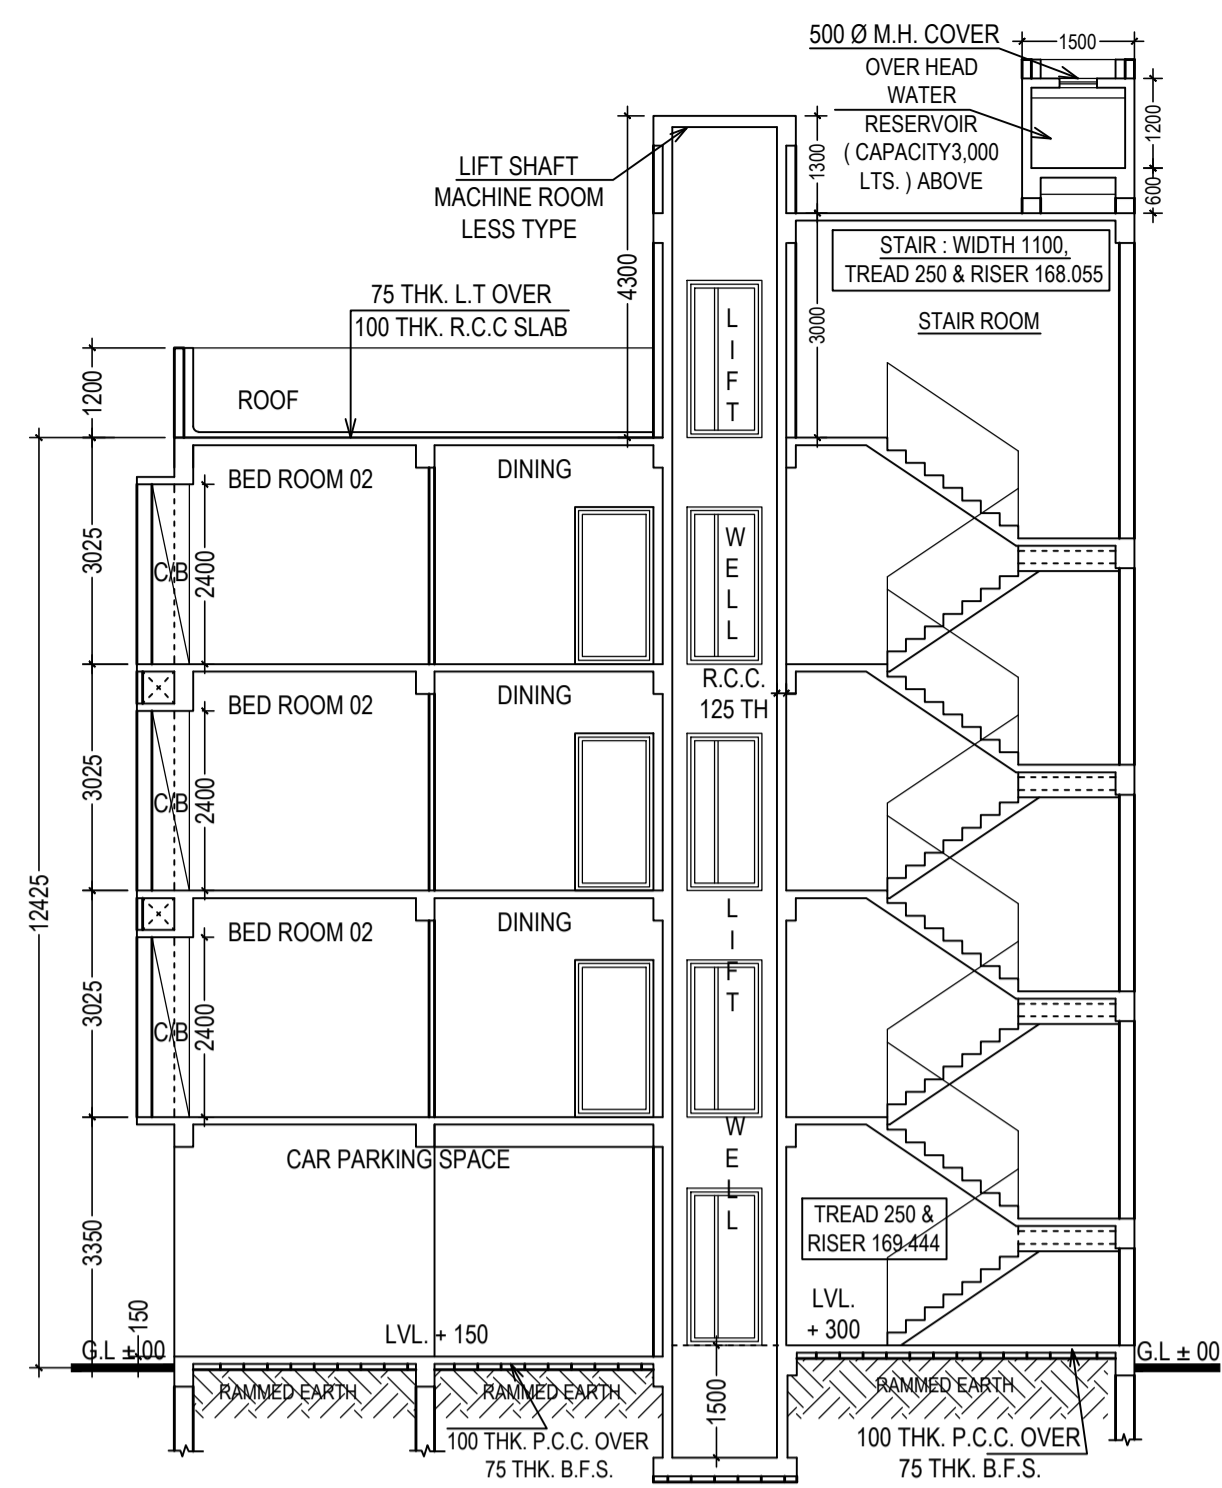 500 Ø M.H. COVER
1500
OVER HEAD
WATER
RESERVOIR
( CAPACITY3,000
LTS. ) ABOVE
1200
600
1300
LIFT SHAFT
MACHINE ROOM
LESS TYPE
4300
STAIR : WIDTH 1100,
TREAD 250 & RISER 168.055
STAIR ROOM
3000
75 THK. L.T OVER
100 THK. R.C.C SLAB
L
I
F
T
1200
ROOF
BED ROOM 02
DINING
3025
C/B
2400
W
E
L
L
R.C.C.
125 TH
BED ROOM 02
DINING
3025
C/B
2400
12425
BED ROOM 02
DINING
L
I
F
T
3025
C/B
2400
W
E
L
L
CAR PARKING SPACE
3350
TREAD 250 &
RISER 169.444
150
LVL. + 150
LVL.
+ 300
G.L ± 00
G.L ± 00
RAMMED EARTH
RAMMED EARTH
RAMMED EARTH
1500
100 THK. P.C.C. OVER
75 THK. B.F.S.
100 THK. P.C.C. OVER
75 THK. B.F.S.